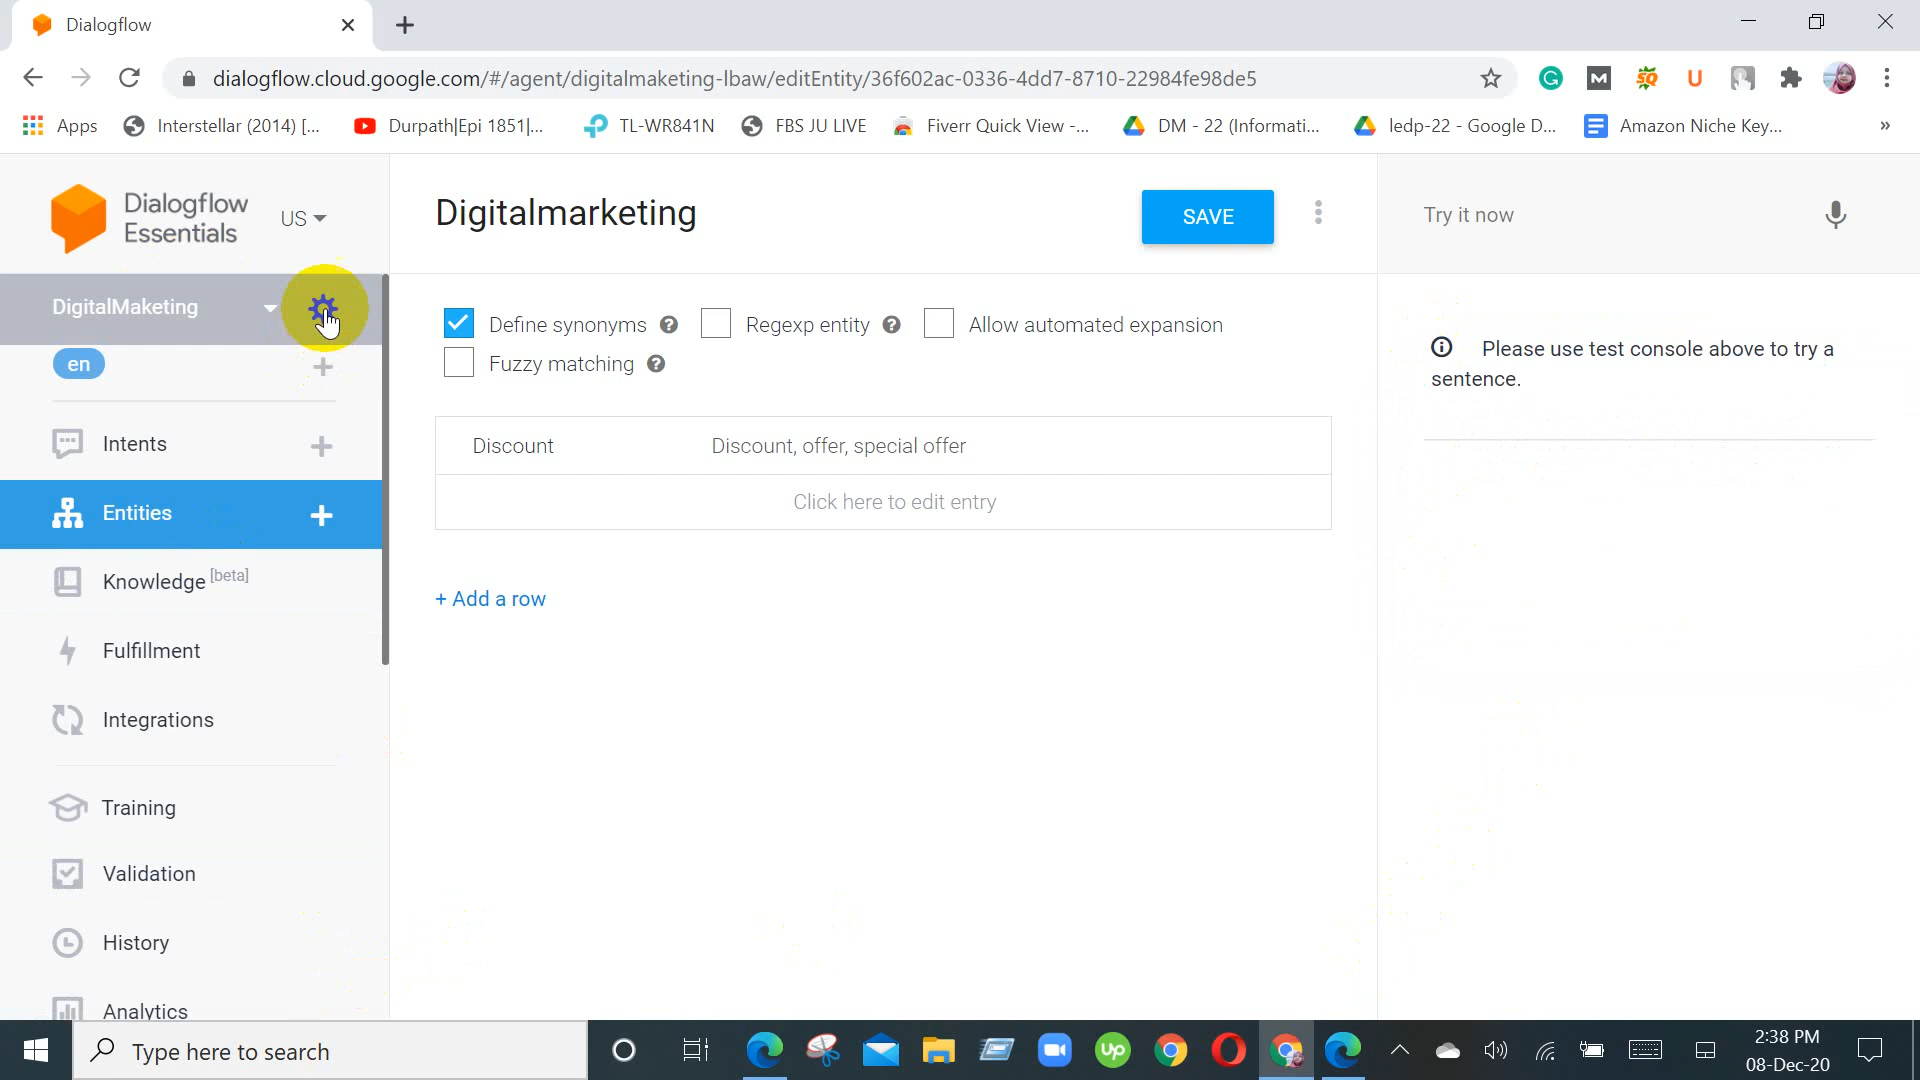 Dialogflow
dialogflow.cloud.google.com/#/agent/digitalmaketing-lbaw/editEntity/36f602ac-0336-4dd7-8710-22984fe98de5
Apps
Interstellar (2014) [...
Durpath|Epi 1851|...
TL-WR841N
FBS JU LIVE
Fiverr Quick View -...
DM - 22 (Informati...
ledp-22 - Google D...
Amazon Niche Key...
»
Dialogflow
Essentials
US
Digitalmarketing
SAVE
Try it now
DigitalMaketing
en
Define synonyms
Regexp entity
Allow automated expansion
Fuzzy matching
Please use test console above to try a
sentence.
Intents
Discount
Discount, offer, special offer
Entities
Click here to edit entry
Knowledge [beta]
+ Add a row
Fulfillment
Integrations
Training
Validation
History
Analytics
Type here to search
Up
2:38 PM
08-Dec-20